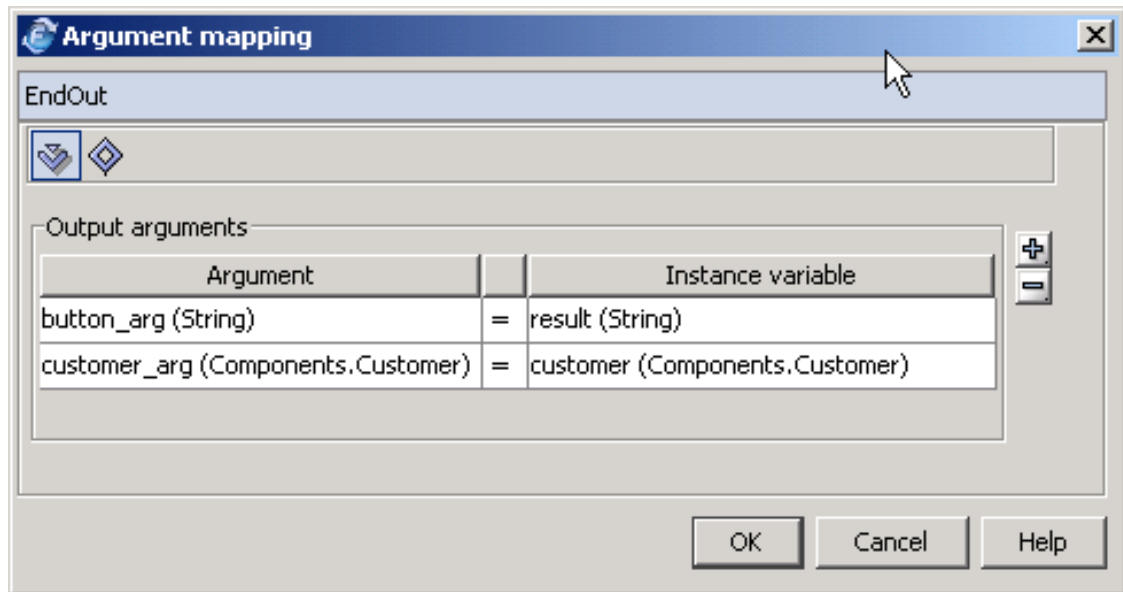 Argument mapping
EndOut
Output arguments
Argument Instance variable
button_arg (String) = result (String)
customer_arg (Components.Customer) = customer (Components.Customer)
OK Cancel Help